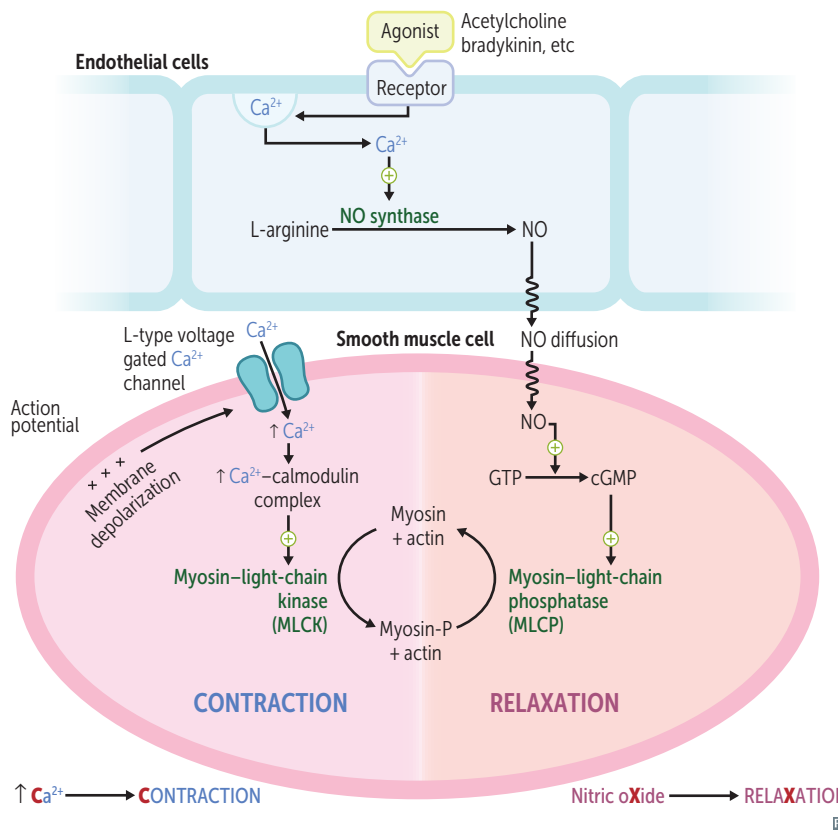 Endothelial cells
Agonist
Acetylcholine
bradykinin, etc
Receptor
Ca²⁺
Ca²⁺
+
NO synthase
L-arginine
NO
L-type voltage
gated Ca²⁺
channel
Ca²⁺
Smooth muscle cell
NO diffusion
Action
potential
+ + +
Membrane
depolarization
↑ Ca²⁺
↑ Ca²⁺–calmodulin
complex
+
Myosin–light-chain
kinase
(MLCK)
NO
+
GTP
cGMP
+
Myosin–light-chain
phosphatase
(MLCP)
Myosin
+ actin
Myosin-P
+ actin
CONTRACTION
RELAXATION
↑ Ca²⁺ → CONTRACTION
Nitric oXide → RELAXATION